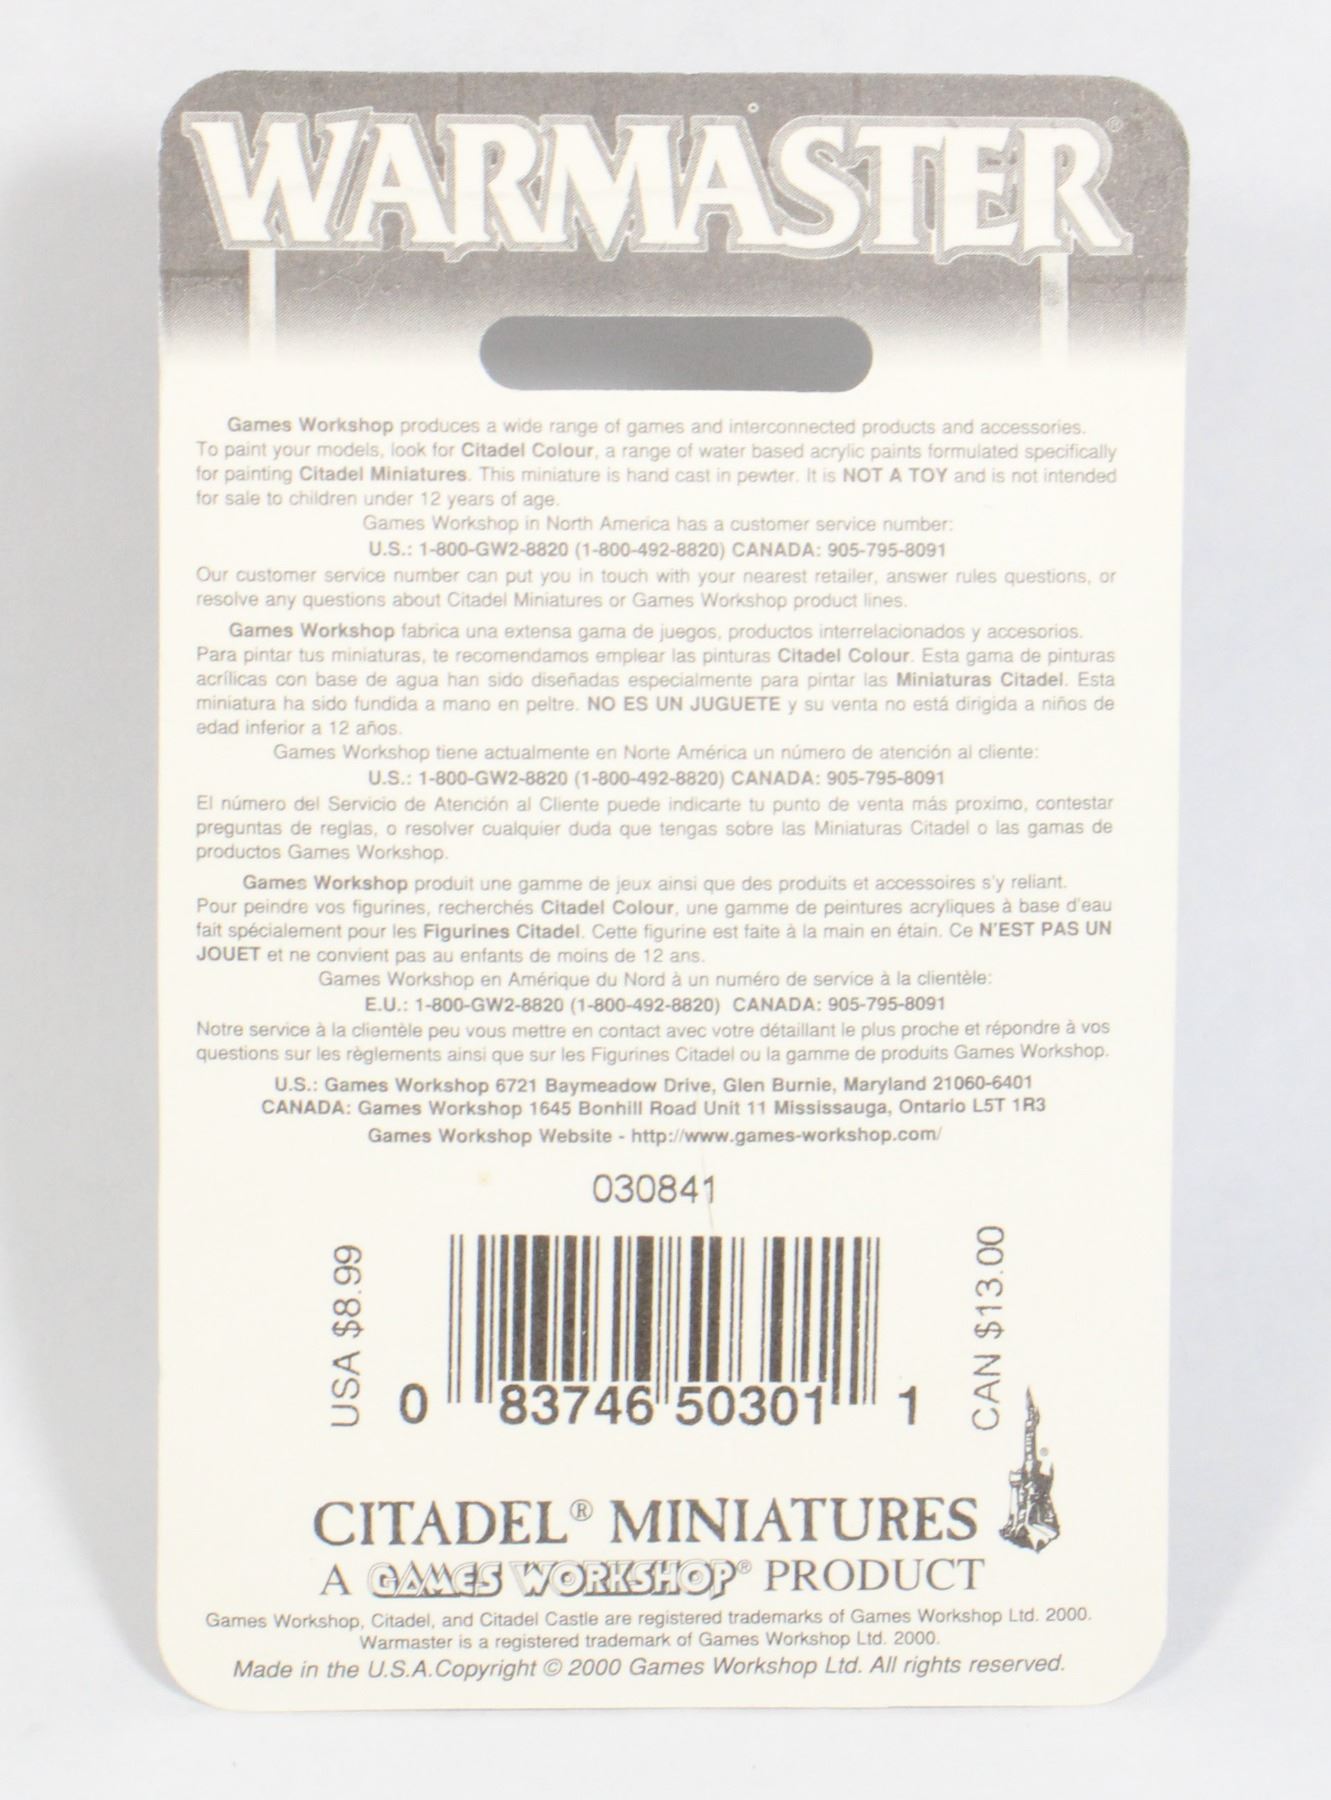 WARMASTER®
Games Workshop produces a wide range of games and interconnected products and accessories.
To paint your models, look for Citadel Colour, a range of water based acrylic paints formulated specifically
for painting Citadel Miniatures. This miniature is hand cast in pewter. It is NOT A TOY and is not intended
for sale to children under 12 years of age.
Games Workshop in North America has a customer service number:
U.S.: 1-800-GW2-8820 (1-800-492-8820) CANADA: 905-795-8091
Our customer service number can put you in touch with your nearest retailer, answer rules questions, or
resolve any questions about Citadel Miniatures or Games Workshop product lines.
Games Workshop fabrica una extensa gama de juegos, productos interrelacionados y accesorios.
Para pintar tus miniaturas, te recomendamos emplear las pinturas Citadel Colour. Esta gama de pinturas
acrílicas con base de agua han sido diseñadas especialmente para pintar las Miniaturas Citadel. Esta
miniatura ha sido fundida a mano en peltre. NO ES UN JUGUETE y su venta no está dirigida a niños de
edad inferior a 12 años.
Games Workshop tiene actualmente en Norte América un número de atención al cliente:
U.S.: 1-800-GW2-8820 (1-800-492-8820) CANADA: 905-795-8091
El número del Servicio de Atención al Cliente puede indicarte tu punto de venta más proximo, contestar
preguntas de reglas, o resolver cualquier duda que tengas sobre las Miniaturas Citadel o las gamas de
productos Games Workshop.
Games Workshop produit une gamme de jeux ainsi que des produits et accessoires s'y reliant.
Pour peindre vos figurines, recherchés Citadel Colour, une gamme de peintures acryliques à base d'eau
fait spécialement pour les Figurines Citadel. Cette figurine est faite à la main en étain. Ce N'EST PAS UN
JOUET et ne convient pas au enfants de moins de 12 ans.
Games Workshop en Amérique du Nord à un numéro de service à la clientèle:
E.U.: 1-800-GW2-8820 (1-800-492-8820) CANADA: 905-795-8091
Notre service à la clientèle peu vous mettre en contact avec votre détaillant le plus proche et répondre à vos
questions sur les règlements ainsi que sur les Figurines Citadel ou la gamme de produits Games Workshop.
U.S.: Games Workshop 6721 Baymeadow Drive, Glen Burnie, Maryland 21060-6401
CANADA: Games Workshop 1645 Bonhill Road Unit 11 Mississauga, Ontario L5T 1R3
Games Workshop Website - http://www.games-workshop.com/
030841
USA $8.99
0 83746 50301 1
CAN $13.00
CITADEL® MINIATURES
A GAMES WORKSHOP® PRODUCT
Games Workshop, Citadel, and Citadel Castle are registered trademarks of Games Workshop Ltd. 2000.
Warmaster is a registered trademark of Games Workshop Ltd. 2000.
Made in the U.S.A.Copyright © 2000 Games Workshop Ltd. All rights reserved.